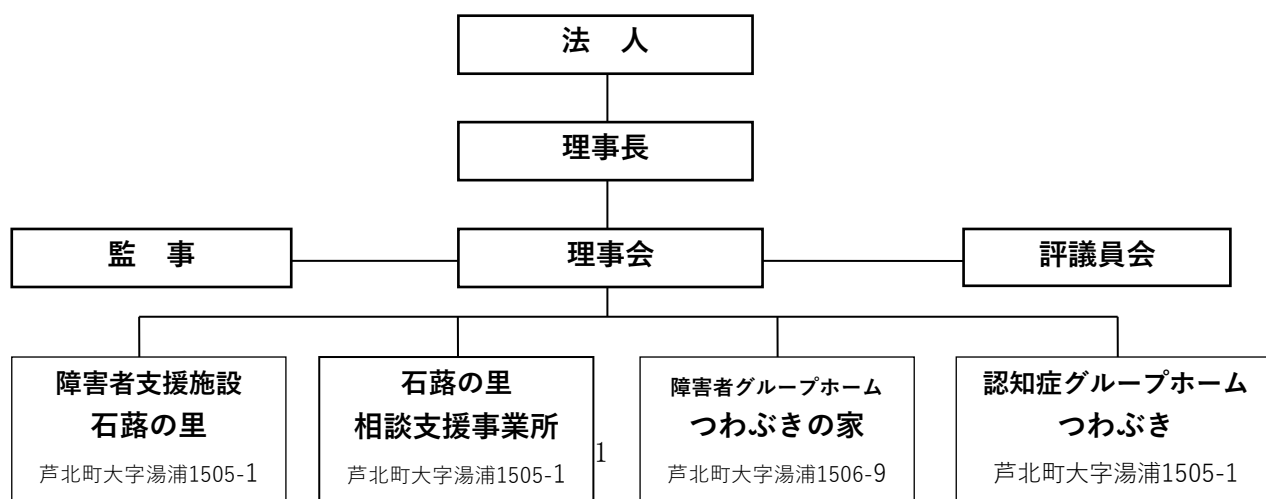 法　人
理事長
監　事
理事会
評議員会
障害者支援施設
石蕗の里
芦北町大字湯浦1505-1
石蕗の里
相談支援事業所
芦北町大字湯浦1505-1
1
障害者グループホーム
つわぶきの家
芦北町大字湯浦1506-9
認知症グループホーム
つわぶき
芦北町大字湯浦1505-1